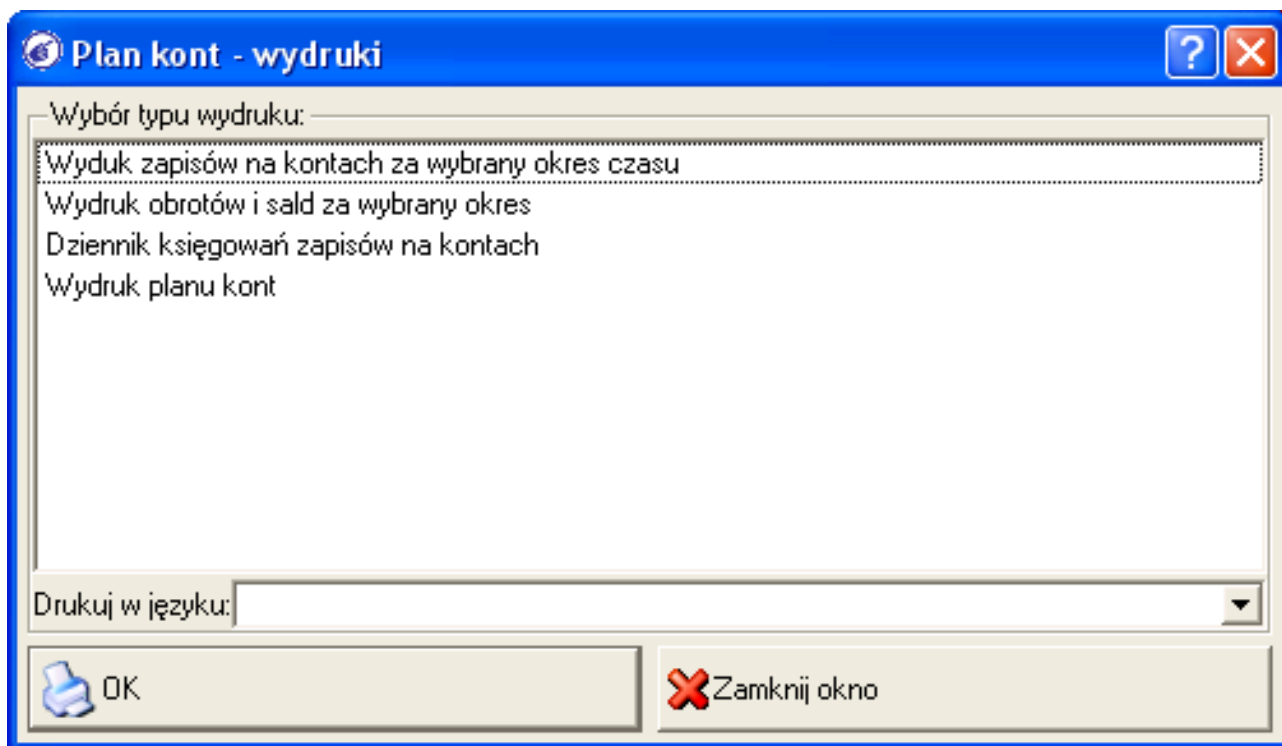 Plan kont - wydruki
Wybór typu wydruku:
Wyduk zapisów na kontach za wybrany okres czasu
Wydruk obrotów i sald za wybrany okres
Dziennik księgowań zapisów na kontach
Wydruk planu kont
Drukuj w języku:
OK
Zamknij okno